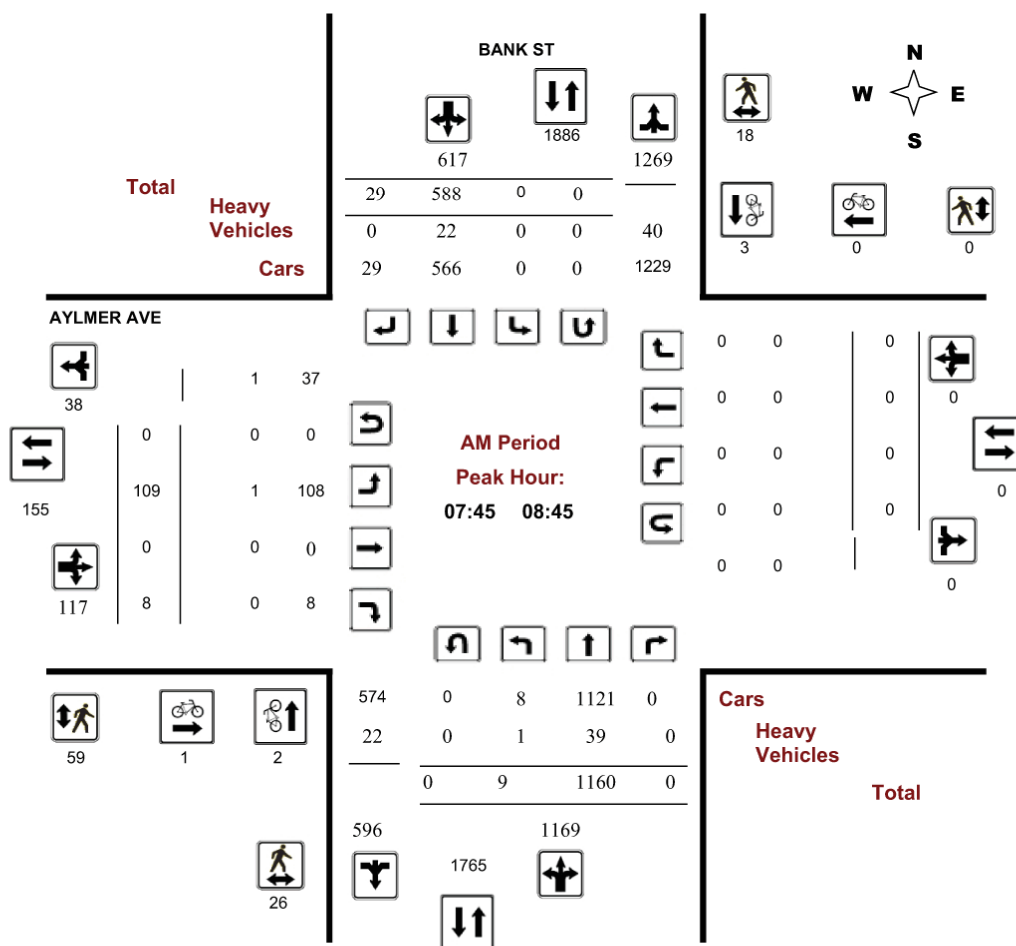 BANK ST
N
W E
S
1886
18
617 1269
Total
29 588 0 0
Heavy
Vehicles
0 22 0 0 40
3 0 0
Cars
29 566 0 0 1229
AYLMER AVE
0 0 0
1 37
38
0 0 0
0
0 0 0
AM Period
Peak Hour:
07:45 08:45
0 0 0
109 1 108
155
0 0 0
0
0 0 0
0 0
117
8 0 8
0
574 0 8 1121 0
Cars
22 0 1 39 0
Heavy
Vehicles
59 1 2
0 9 1160 0
Total
596 1169
1765
26